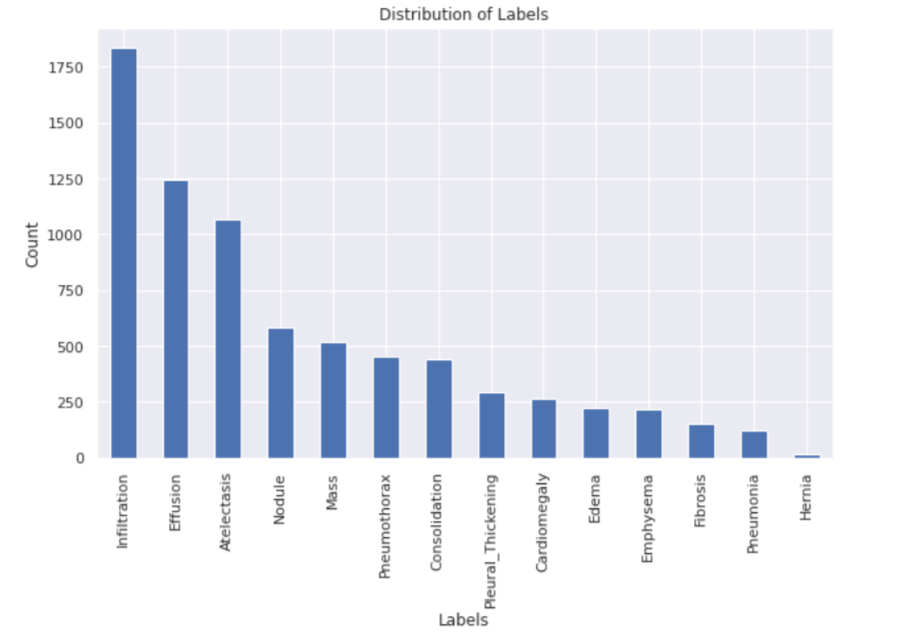 Distribution of Labels
1750
1500
1250
1000
750
500
250
0
Count
Infiltration
Effusion
Atelectasis
Nodule
Mass
Pneumothorax
Consolidation
Pleural_Thickening
Cardiomegaly
Edema
Emphysema
Fibrosis
Pneumonia
Hernia
Labels